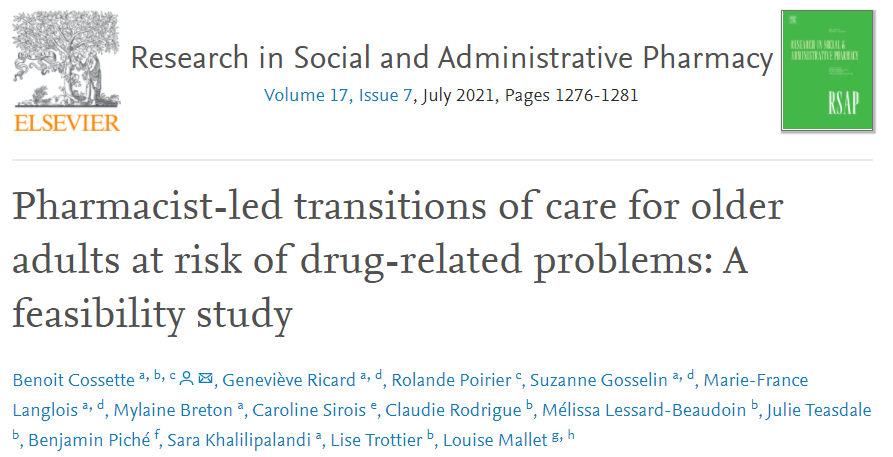 Research in Social and Administrative Pharmacy
Volume 17, Issue 7, July 2021, Pages 1276-1281
ELSEVIER
RESEARCH IN SOCIAL &
ADMINISTRATIVE PHARMACY
RSAP
Pharmacist-led transitions of care for older
adults at risk of drug-related problems: A
feasibility study
Benoit Cossette a, b, c, Geneviève Ricard a, d, Rolande Poirier c, Suzanne Gosselin a, d, Marie-France
Langlois a, d, Mylaine Breton a, Caroline Sirois e, Claudie Rodrigue b, Mélissa Lessard-Beaudoin b, Julie Teasdale
b, Benjamin Piché f, Sara Khalilipalandi a, Lise Trottier b, Louise Mallet g, h